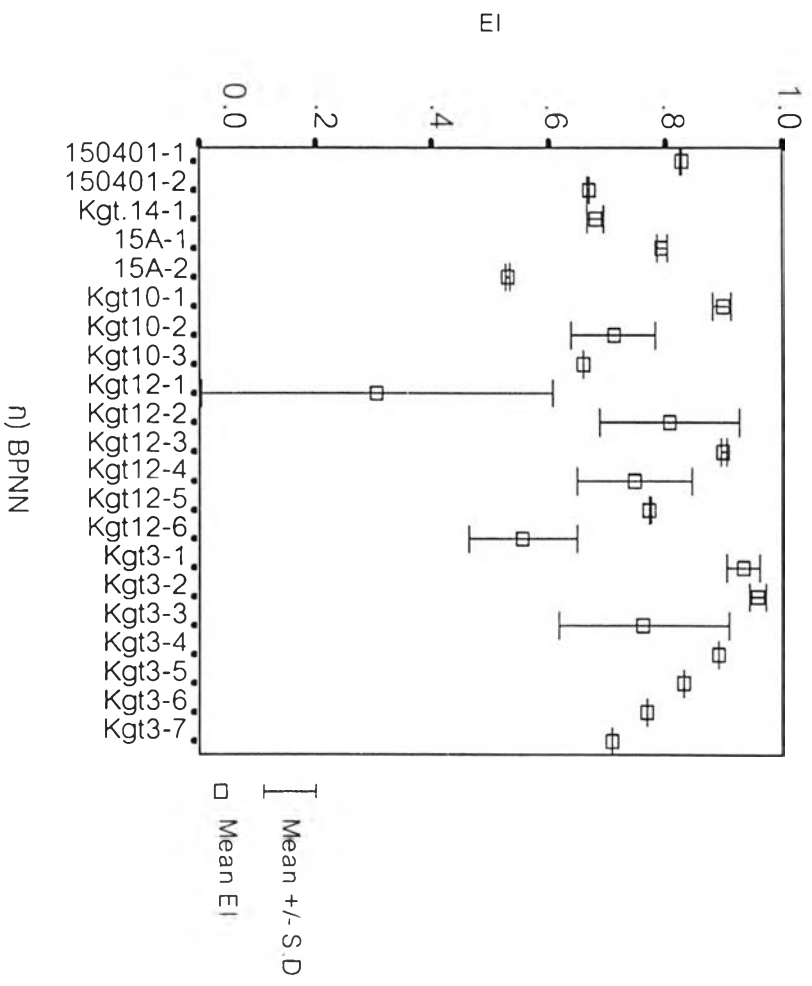 EI
0.0
.2
.4
.6
.8
1.0
150401-1
150401-2
Kgt.14-1
15A-1
15A-2
Kgt10-1
Kgt10-2
Kgt10-3
Kgt12-1
Kgt12-2
Kgt12-3
Kgt12-4
Kgt12-5
Kgt12-6
Kgt3-1
Kgt3-2
Kgt3-3
Kgt3-4
Kgt3-5
Kgt3-6
Kgt3-7
ก) BPNN
Mean +/- S.D
Mean EI